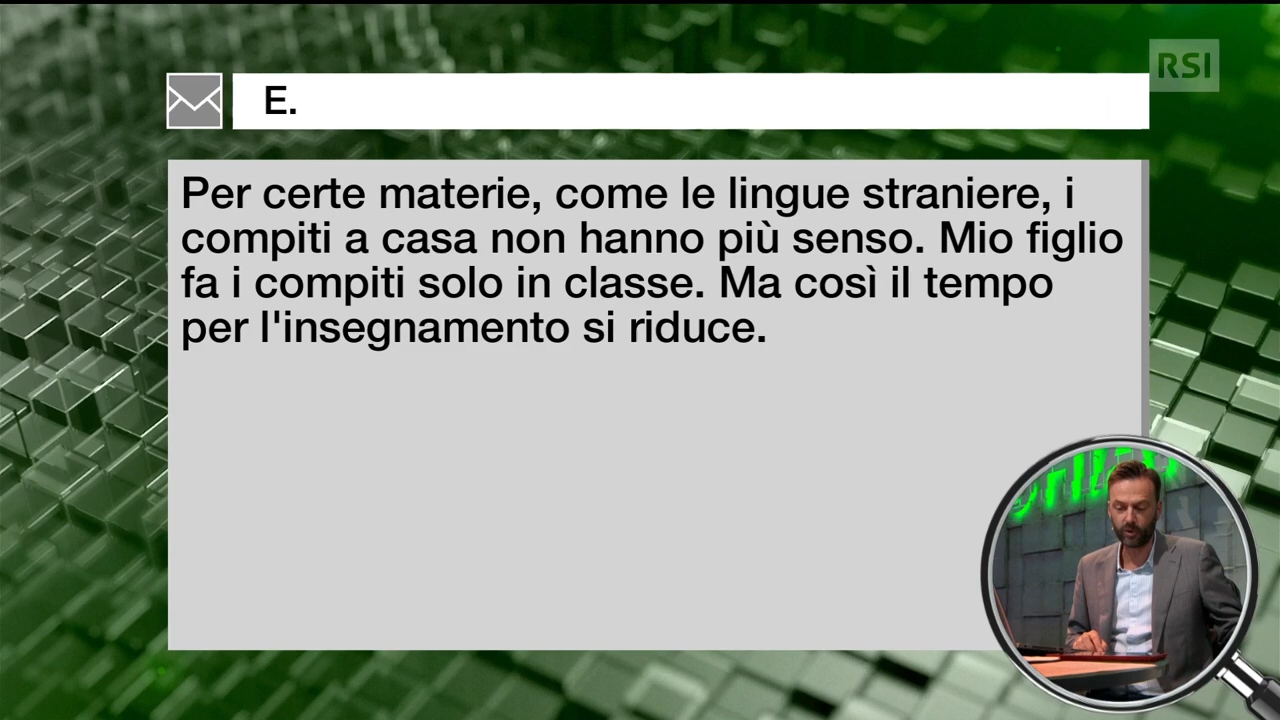 RSI
E.
Per certe materie, come le lingue straniere, i
compiti a casa non hanno più senso. Mio figlio
fa i compiti solo in classe. Ma così il tempo
per l'insegnamento si riduce.